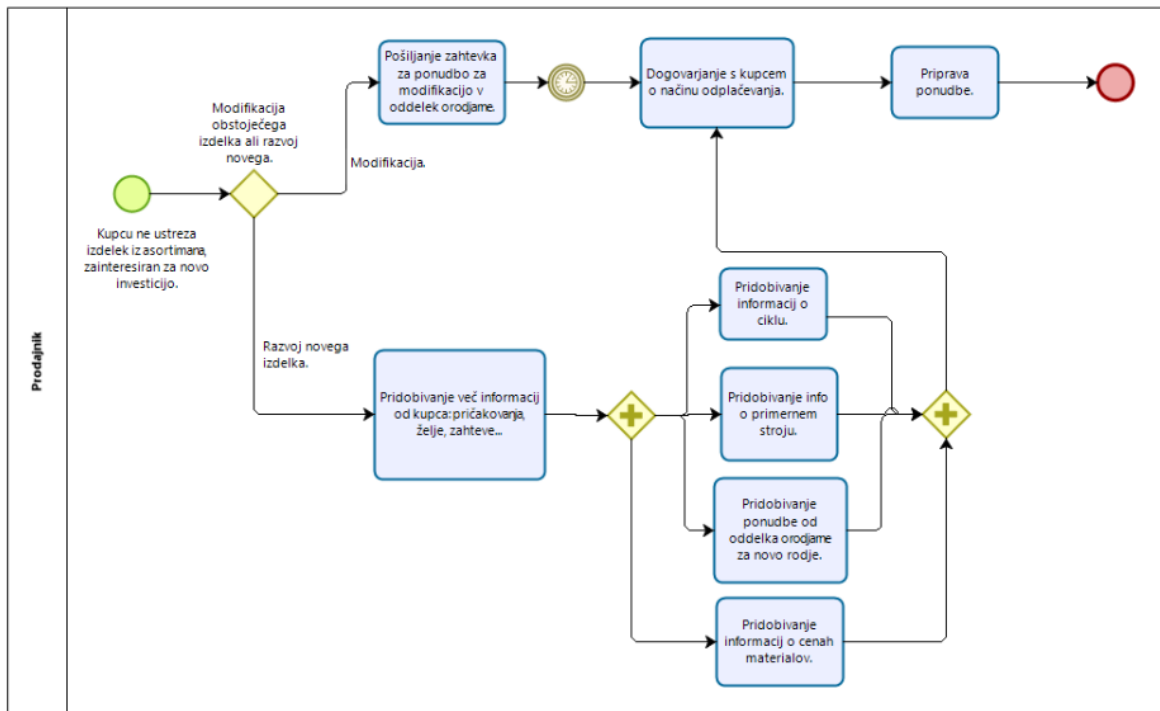 Prodajnik
Pošiljanje zahtevka
za ponudbo za
modifikacijo v
oddelek orodjarne.
Dogovarjanje s kupcem
o načinu odplačevanja.
Priprava
ponudbe.
Modifikacija
obstoječega
izdelka ali razvoj
novega.
Modifikacija.
Kupcu ne ustreza
izdelek iz asortimana,
zainteresiran za novo
investicijo.
Razvoj novega
izdelka.
Pridobivanje več informacij
od kupca: pričakovanja,
želje, zahteve...
Pridobivanje
informacij o
ciklu.
Pridobivanje info
o primernem
stroju.
Pridobivanje
ponudbe od
oddelka orodjarne
za novo rodje.
Pridobivanje
informacij o cenah
materialov.